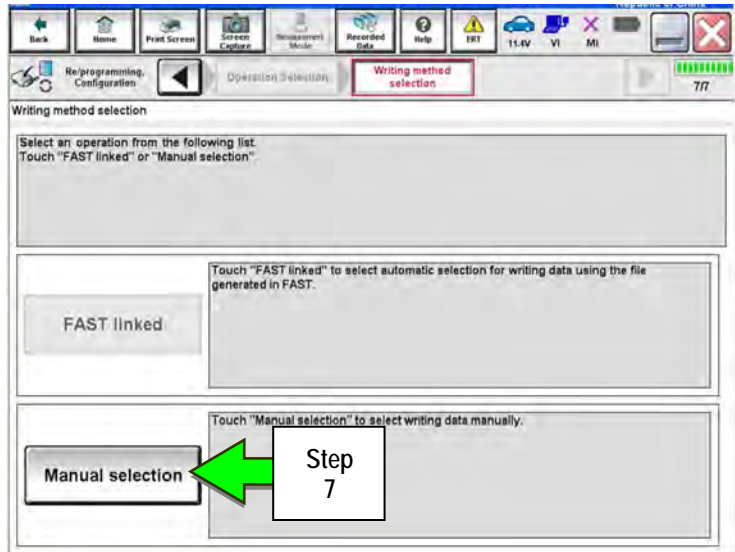 Back
Home
Print Screen
Screen
Capture
Measurement
Mode
Recorded
Data
Help
ERT
11.4V
VI
MI
Re/programming,
Configuration
Operation Selection
Writing method
selection
7/7
Writing method selection
Select an operation from the following list.
Touch "FAST linked" or "Manual selection".
FAST linked
Touch "FAST linked" to select automatic selection for writing data using the file
generated in FAST.
Manual selection
Touch "Manual selection" to select writing data manually.
Step
7